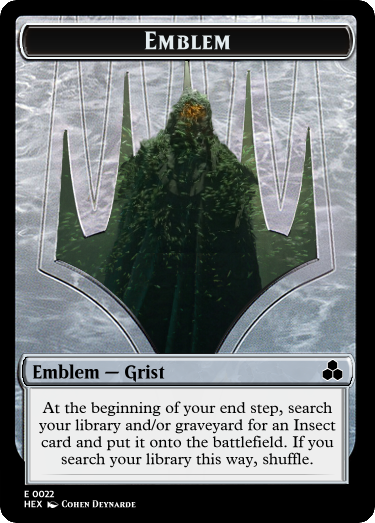 EMBLEM
Emblem — Grist
At the beginning of your end step, search
your library and/or graveyard for an Insect
card and put it onto the battlefield. If you
search your library this way, shuffle.
E 0022
HEX COHEN DEYNARDE